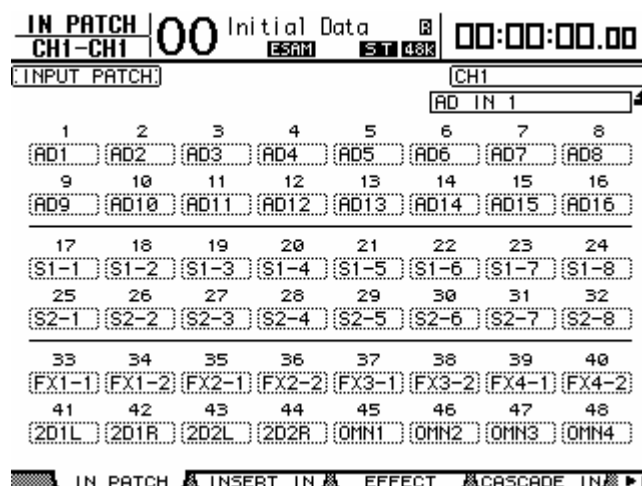 IN PATCH 00 Initial Data R 00:00:00.00
CH1-CH1 ESAM ST 48K
INPUT PATCH CH1
AD IN 1
1 2 3 4 5 6 7 8
AD1 AD2 AD3 AD4 AD5 AD6 AD7 AD8
9 10 11 12 13 14 15 16
AD9 AD10 AD11 AD12 AD13 AD14 AD15 AD16
17 18 19 20 21 22 23 24
S1-1 S1-2 S1-3 S1-4 S1-5 S1-6 S1-7 S1-8
25 26 27 28 29 30 31 32
S2-1 S2-2 S2-3 S2-4 S2-5 S2-6 S2-7 S2-8
33 34 35 36 37 38 39 40
FX1-1 FX1-2 FX2-1 FX2-2 FX3-1 FX3-2 FX4-1 FX4-2
41 42 43 44 45 46 47 48
2D1L 2D1R 2D2L 2D2R OMN1 OMN2 OMN3 OMN4
IN PATCH INSERT IN EFFECT CASCADE IN